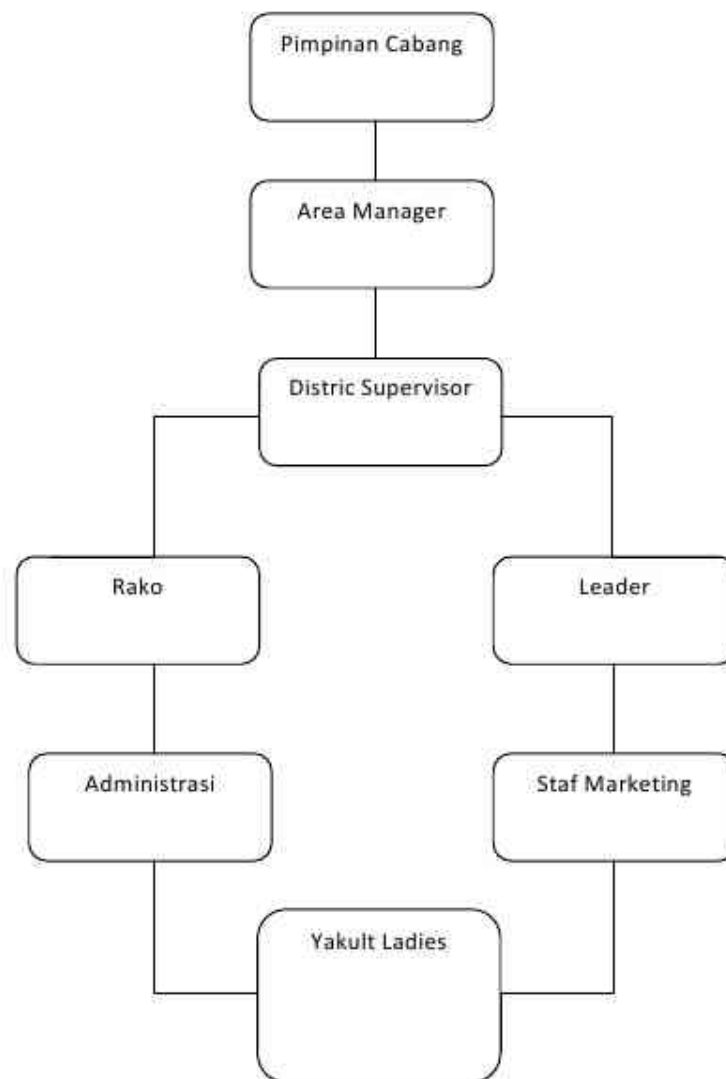 Pimpinan Cabang
Area Manager
Distric Supervisor
Rako
Leader
Administrasi
Staf Marketing
Yakult Ladies